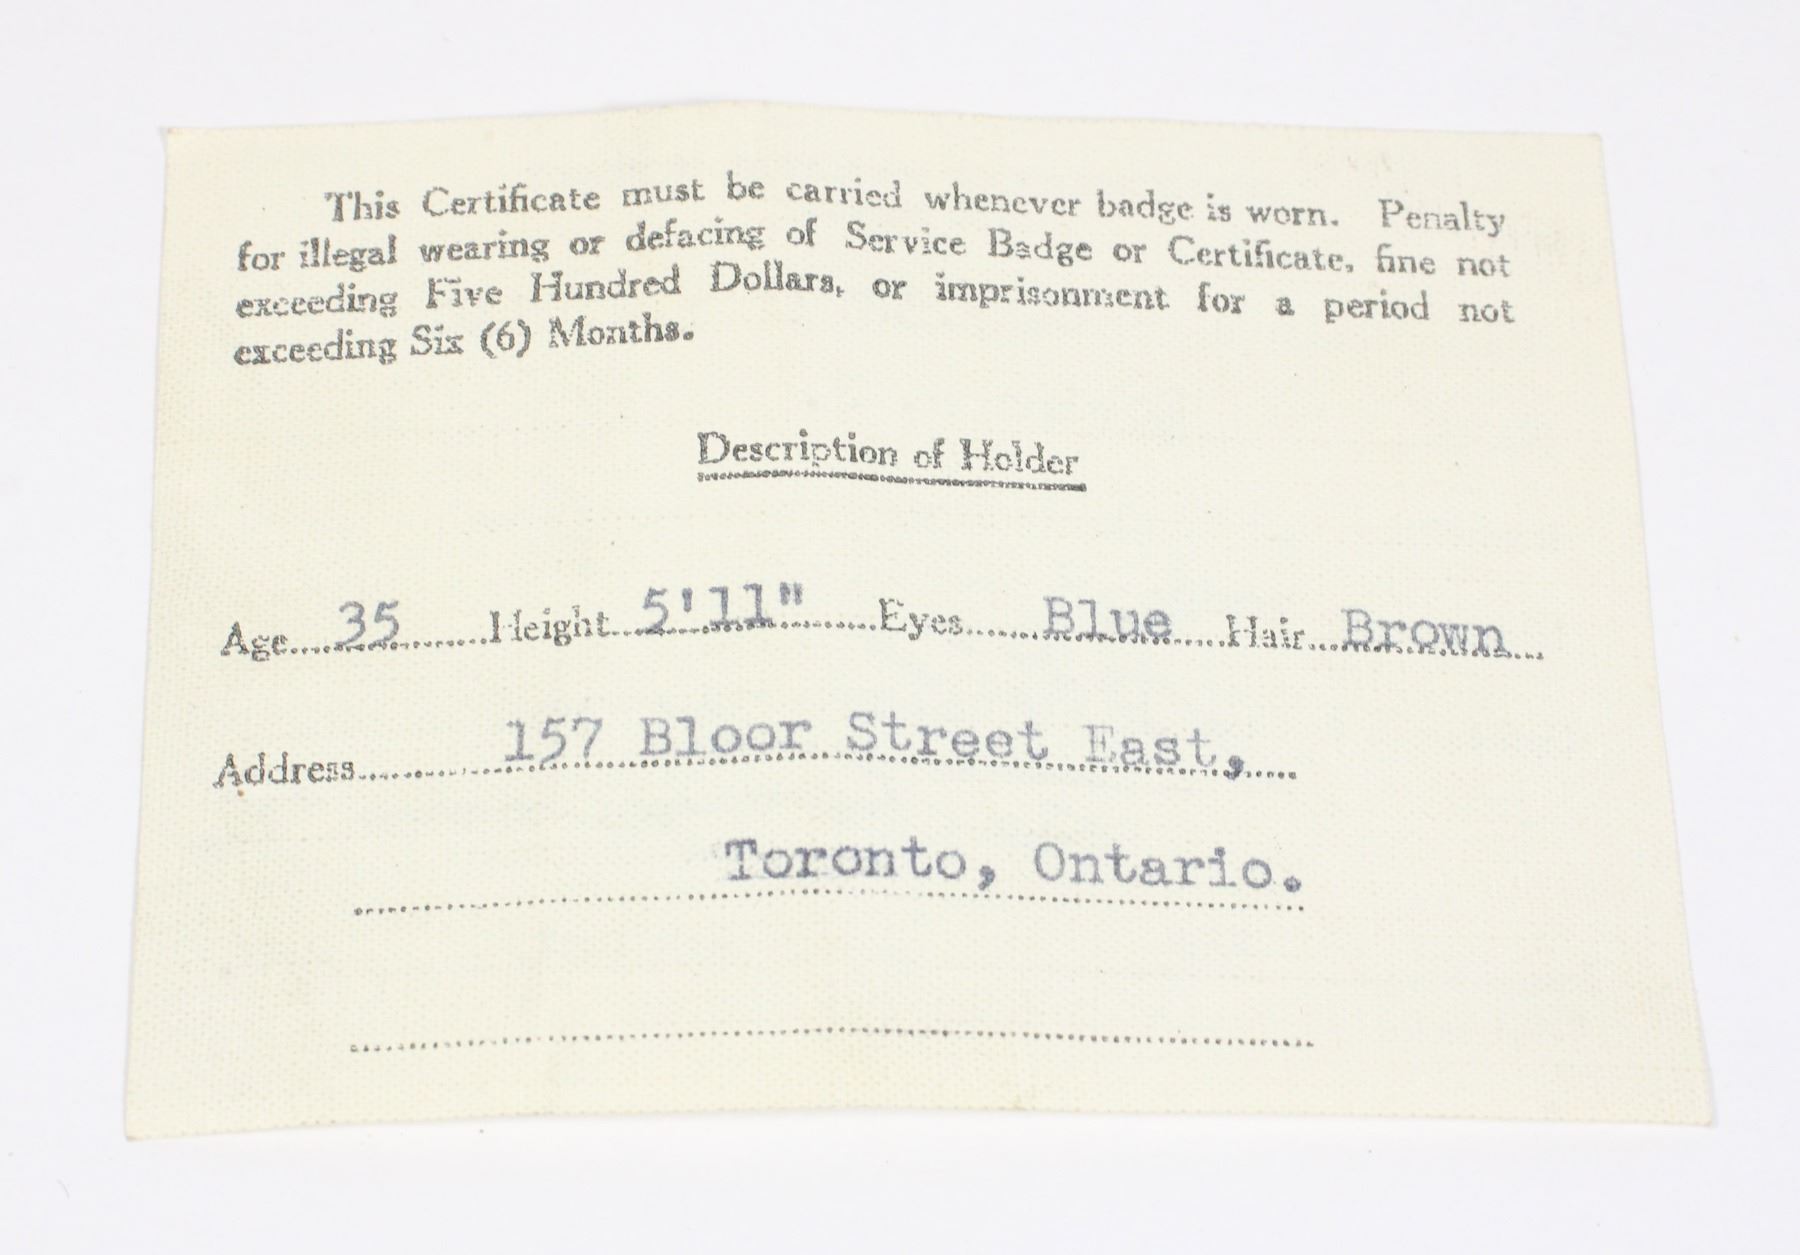 This Certificate must be carried whenever badge is worn. Penalty
for illegal wearing or defacing of Service Badge or Certificate, fine not
exceeding Five Hundred Dollars, or imprisonment for a period not
exceeding Six (6) Months.
Description of Holder
Age 35 Height 5'11" Eyes Blue Hair Brown
Address 157 Bloor Street East,
Toronto, Ontario.